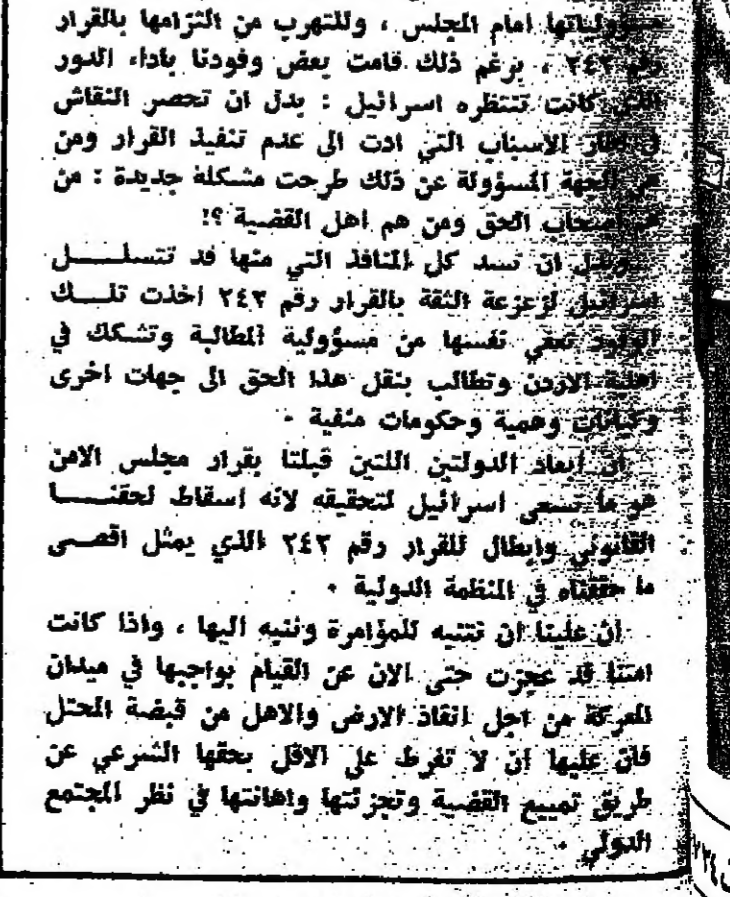 مسؤولياتها امام المجلس ، وللتهرب من التزامها بالقرار
رقم ٢٤٢ ، برغم ذلك قامت بعض وفودنا باداء الدور
الذي كانت تنتظره اسرائيل : بدل ان تحصر النقاش
في اطار الاسباب التي ادت الى عدم تنفيذ القرار ومن
هي الجهة المسؤولة عن ذلك طرحت مشكلة جديدة : من
هم اصحاب الحق ومن هم اهل القضية ؟!
وبدل ان تسد كل المنافذ التي منها قد تتسلل
اسرائيل لزعزعة الثقة بالقرار رقم ٢٤٢ اخذت تلك
الوفود تعفي نفسها من مسؤولية المطالبة وتشكك في
اهلية الاردن وتطالب بنقل هذا الحق الى جهات اخرى
وكيانات وهمية وحكومات منفية ٠
ان ابعاد الدولتين اللتين قبلتا بقرار مجلس الامن
هو ما تسعى اسرائيل لتحقيقه لانه اسقاط لحقنا
القانوني وابطال للقرار رقم ٢٤٢ الذي يمثل اقصى
ما حققناه في المنظمة الدولية ٠
ان علينا ان نتنبه للمؤامرة وننبه اليها ، واذا كانت
امتنا قد عجزت حتى الان عن القيام بواجبها في ميدان
المعركة من اجل انقاذ الارض والاهل من قبضة المحتل
فان عليها ان لا تفرط على الاقل بحقها الشرعي عن
طريق تمييع القضية وتجزئتها واهانتها في نظر المجتمع
الدولي ٠